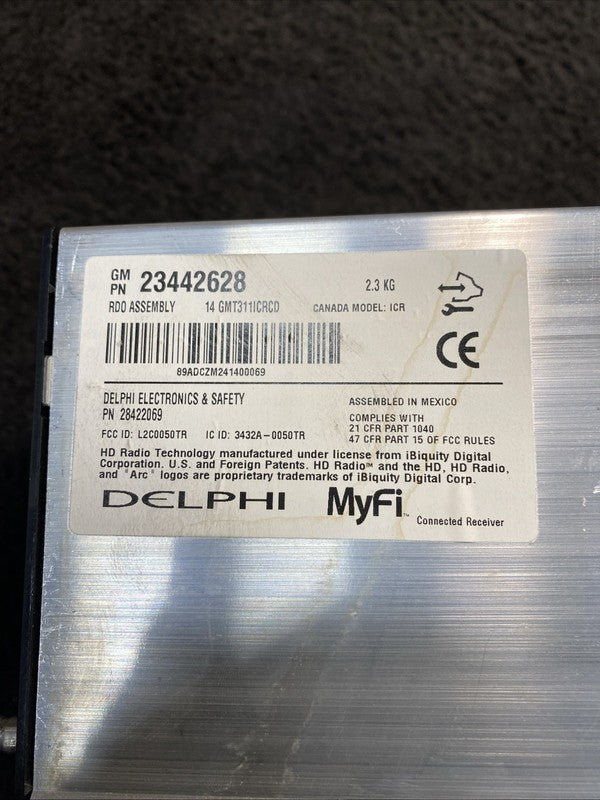 GM PN 23442628 2.3 KG
RDO ASSEMBLY 14 GMT311ICRCD CANADA MODEL: ICR
89ADCZM241400069
CE
DELPHI ELECTRONICS & SAFETY
PN 28422069
ASSEMBLED IN MEXICO
COMPLIES WITH
21 CFR PART 1040
47 CFR PART 15 OF FCC RULES
FCC ID: L2C0050TR IC ID: 3432A-0050TR
HD Radio Technology manufactured under license from iBiquity Digital
Corporation. U.S. and Foreign Patents. HD Radio™ and the HD, HD Radio,
and "Arc" logos are proprietary trademarks of iBiquity Digital Corp.
DELPHI MyFi™ Connected Receiver